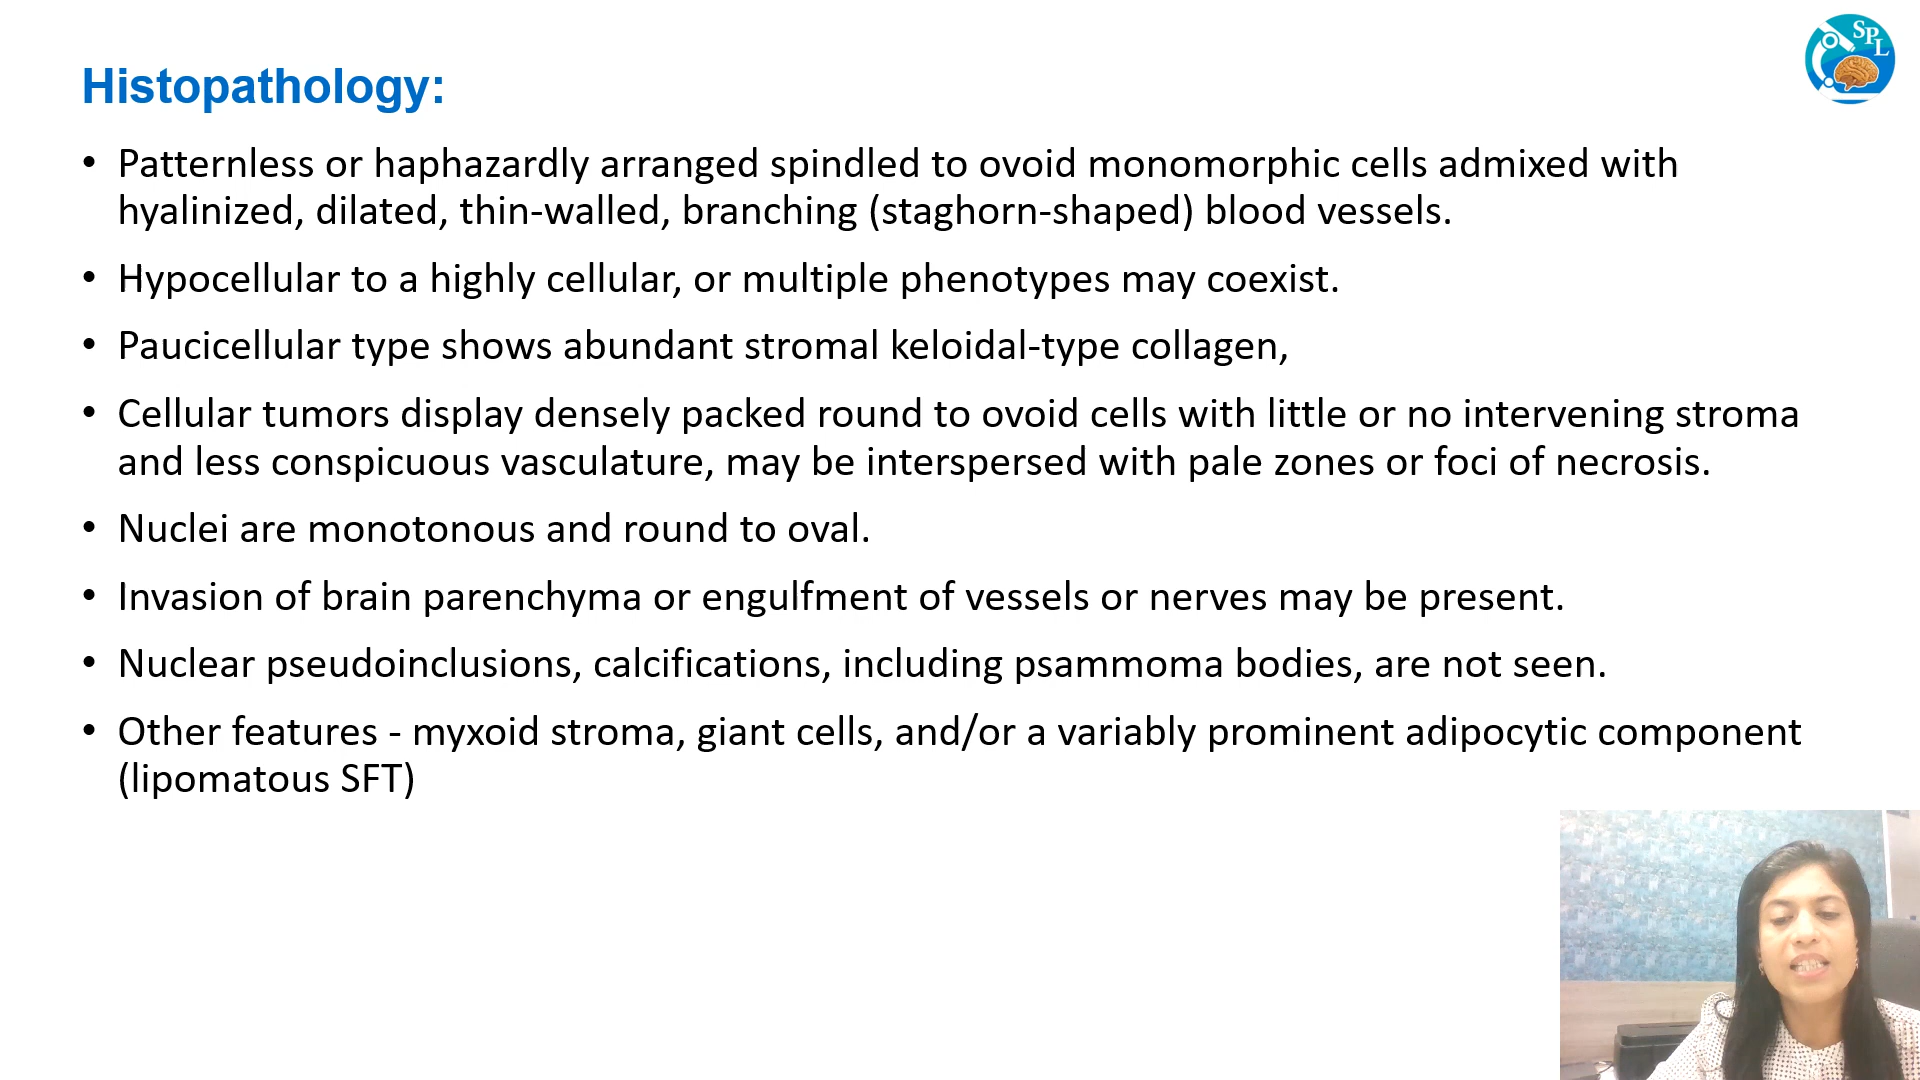 SPL
Histopathology:
• Patternless or haphazardly arranged spindled to ovoid monomorphic cells admixed with
hyalinized, dilated, thin-walled, branching (staghorn-shaped) blood vessels.
• Hypocellular to a highly cellular, or multiple phenotypes may coexist.
• Paucicellular type shows abundant stromal keloidal-type collagen,
• Cellular tumors display densely packed round to ovoid cells with little or no intervening stroma
and less conspicuous vasculature, may be interspersed with pale zones or foci of necrosis.
• Nuclei are monotonous and round to oval.
• Invasion of brain parenchyma or engulfment of vessels or nerves may be present.
• Nuclear pseudoinclusions, calcifications, including psammoma bodies, are not seen.
• Other features - myxoid stroma, giant cells, and/or a variably prominent adipocytic component
(lipomatous SFT)